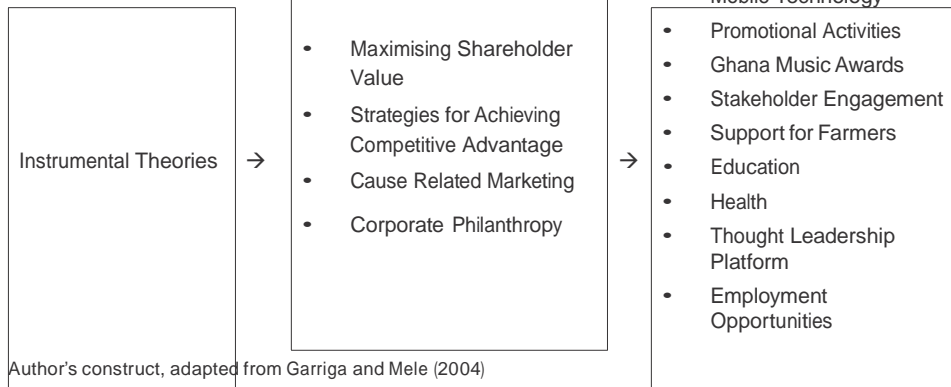 Instrumental Theories
→
• Maximising Shareholder
Value
• Strategies for Achieving
Competitive Advantage
• Cause Related Marketing
• Corporate Philanthropy
→
Mobile Technology
• Promotional Activities
• Ghana Music Awards
• Stakeholder Engagement
• Support for Farmers
• Education
• Health
• Thought Leadership
Platform
• Employment
Opportunities
Author’s construct, adapted from Garriga and Mele (2004)